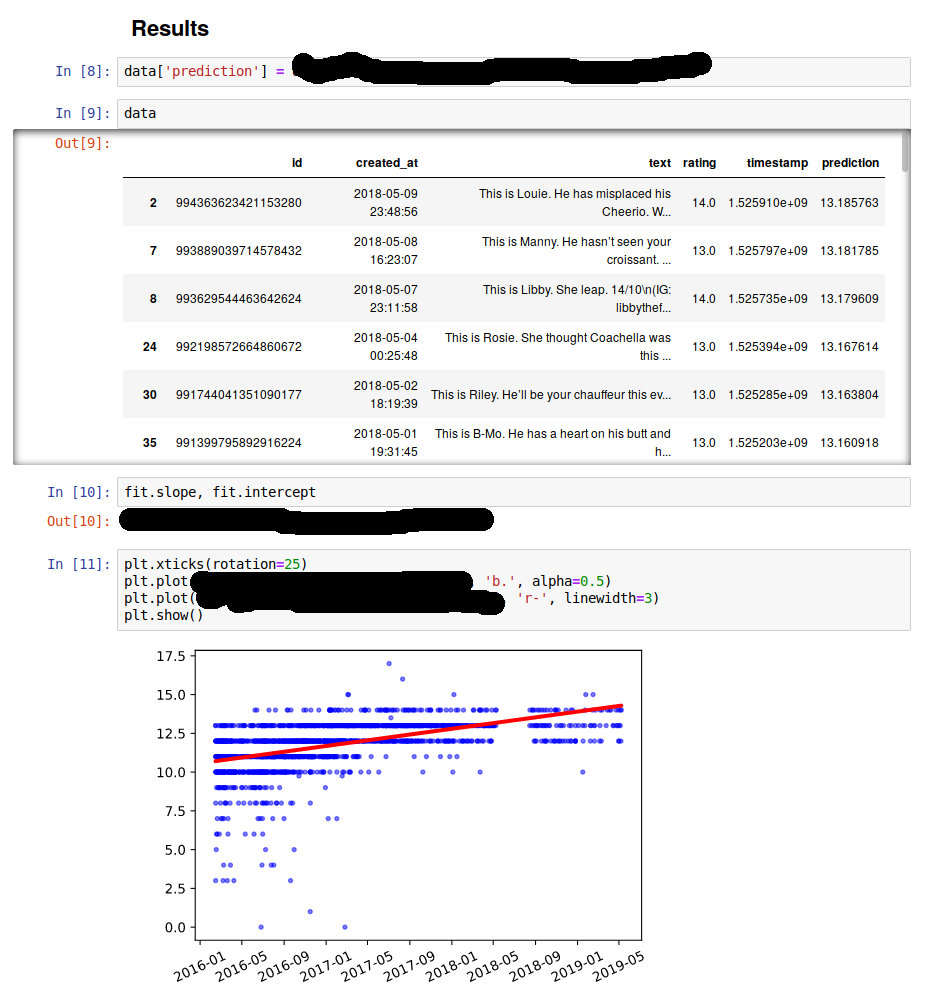 Results
In [8]: data['prediction'] =
In [9]: data
Out[9]:
id created_at text rating timestamp prediction
2 994363623421153280 2018-05-09 23:48:56 This is Louie. He has misplaced his Cheerio. W... 14.0 1.525910e+09 13.185763
7 993889039714578432 2018-05-08 16:23:07 This is Manny. He hasn’t seen your croissant. ... 13.0 1.525797e+09 13.181785
8 993629544463642624 2018-05-07 23:11:58 This is Libby. She leap. 14/10\n(IG: libbythef... 14.0 1.525735e+09 13.179609
24 992198572664860672 2018-05-04 00:25:48 This is Rosie. She thought Coachella was this ... 13.0 1.525394e+09 13.167614
30 991744041351090177 2018-05-02 18:19:39 This is Riley. He’ll be your chauffeur this ev... 13.0 1.525285e+09 13.163804
35 991399795892916224 2018-05-01 19:31:45 This is B-Mo. He has a heart on his butt and h... 13.0 1.525203e+09 13.160918
In [10]: fit.slope, fit.intercept
Out[10]:
In [11]: plt.xticks(rotation=25)
plt.plot 'b.', alpha=0.5)
plt.plot( 'r-', linewidth=3)
plt.show()
17.5
15.0
12.5
10.0
7.5
5.0
2.5
0.0
2016-01 2016-05 2016-09 2017-01 2017-05 2017-09 2018-01 2018-05 2018-09 2019-01 2019-05